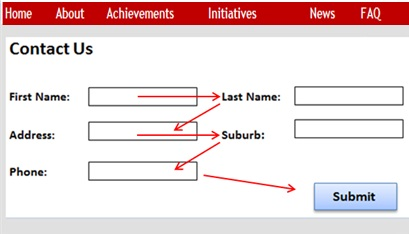 Home About Achievements Initiatives News FAQ
Contact Us
First Name: Last Name:
Address: Suburb:
Phone:
Submit